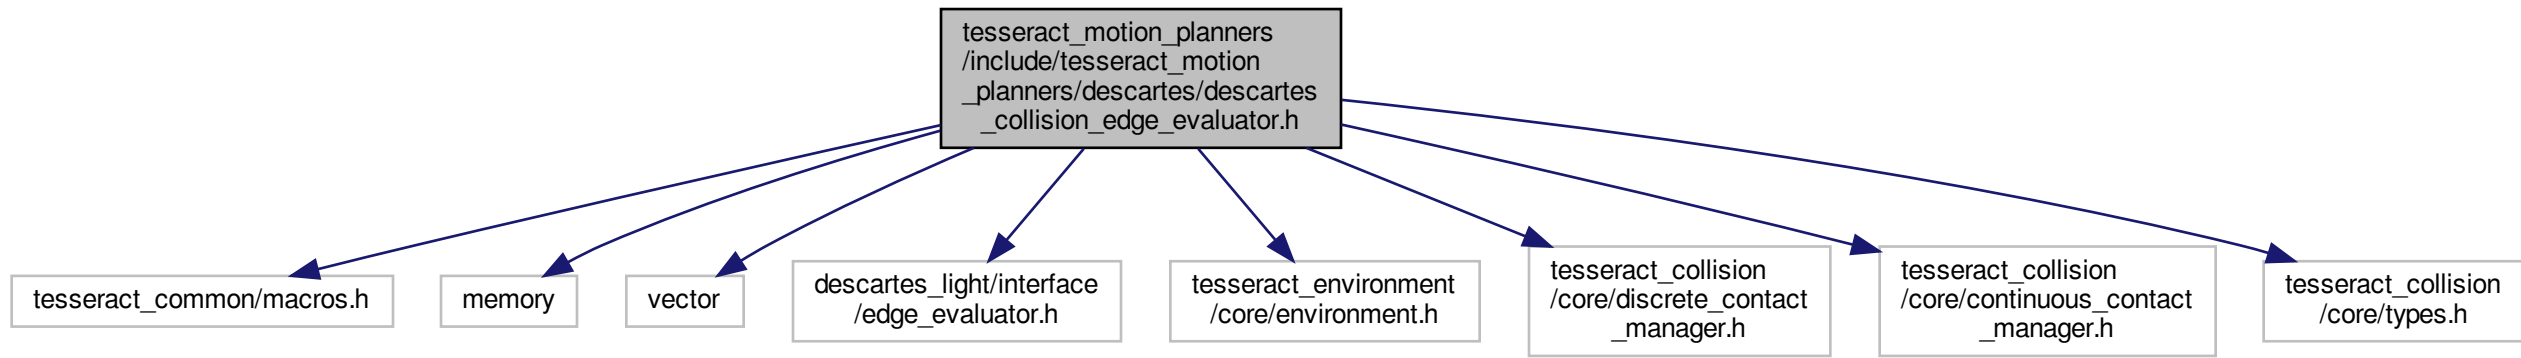 tesseract_motion_planners
/include/tesseract_motion
_planners/descartes/descartes
_collision_edge_evaluator.h
tesseract_common/macros.h
memory
vector
descartes_light/interface
/edge_evaluator.h
tesseract_environment
/core/environment.h
tesseract_collision
/core/discrete_contact
_manager.h
tesseract_collision
/core/continuous_contact
_manager.h
tesseract_collision
/core/types.h